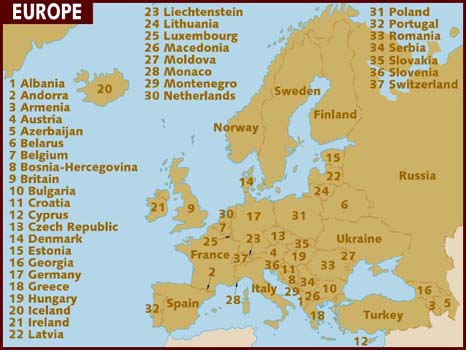 EUROPE
1 Albania
2 Andorra
3 Armenia
4 Austria
5 Azerbaijan
6 Belarus
7 Belgium
8 Bosnia-Hercegovina
9 Britain
10 Bulgaria
11 Croatia
12 Cyprus
13 Czech Republic
14 Denmark
15 Estonia
16 Georgia
17 Germany
18 Greece
19 Hungary
20 Iceland
21 Ireland
22 Latvia
23 Liechtenstein
24 Lithuania
25 Luxembourg
26 Macedonia
27 Moldova
28 Monaco
29 Montenegro
30 Netherlands
31 Poland
32 Portugal
33 Romania
34 Serbia
35 Slovakia
36 Slovenia
37 Switzerland
20
Sweden
Finland
Norway
15
Russia
14
22
24
21
9
6
30
17
31
7
25
23
13
Ukraine
France
37
4
35
19
27
36
11
33
2
8
34
28
Italy
29
10
1
26
32
Spain
18
Turkey
16
3
5
12